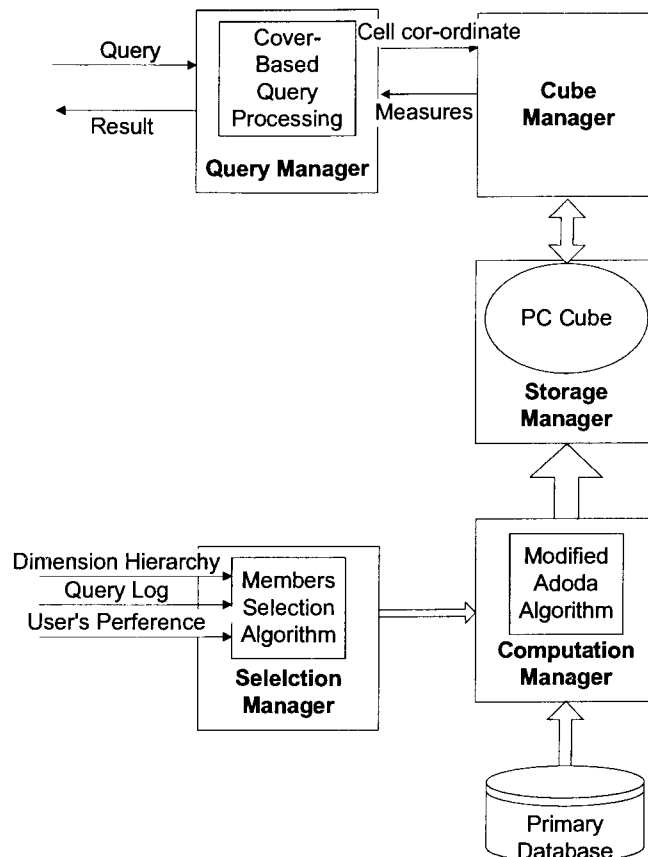 Query
Result
Cover-
Based
Query
Processing
Query Manager
Cell cor-ordinate
Measures
Cube
Manager
PC Cube
Storage
Manager
Dimension Hierarchy
Query Log
User's Perference
Members
Selection
Algorithm
Selelction
Manager
Modified
Adoda
Algorithm
Computation
Manager
Primary
Database